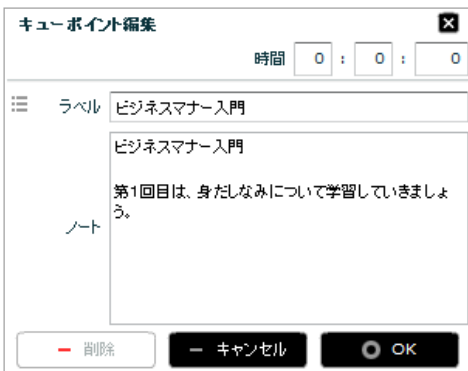 キューポイント編集
時間 0 : 0 : 0
ラベル ビジネスマナー入門
ノート
ビジネスマナー入門
第1回目は、身だしなみについて学習していきましょ
う。
削除 キャンセル OK